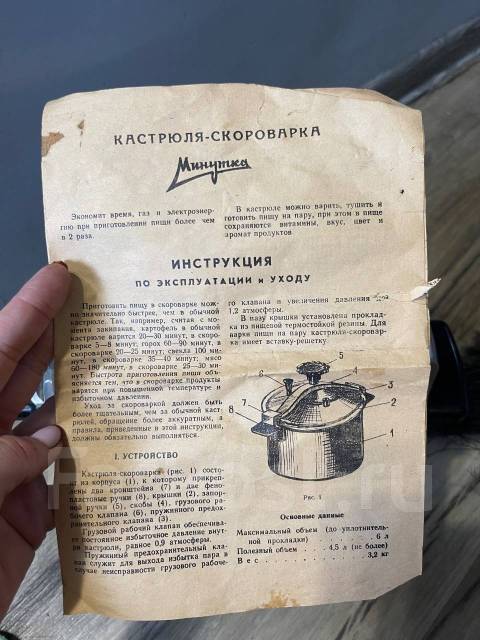 КАСТРЮЛЯ-СКОРОВАРКА
Минутка
Экономит время, газ и электроэнер-
гию при приготовлении пищи более чем
в 2 раза.
В кастрюле можно варить, тушить и
готовить пищу на пару, при этом в пище
сохраняются витамины, вкус, цвет и
аромат продуктов.
ИНСТРУКЦИЯ
ПО ЭКСПЛУАТАЦИИ и УХОДУ
Приготовить пищу в скороварке мож-
но значительно быстрее, чем в обычной
кастрюле. Так, например, считая с мо-
мента закипания, картофель в обычной
кастрюле варится 20—30 минут, в скоро-
варке 5—8 минут; горох 60—90 минут, в
скороварке 20—25 минут; свекла 100 мин-
ут, в скороварке 35—40 минут; мясо
60—180 минут, в скороварке 25—30 ми-
нут. Быстрота приготовления пищи объ-
ясняется тем, что в скороварке продукты
варятся при повышенной температуре и
избыточном давлении.
Уход за скороваркой должен быть
более тщательным, чем за обычной каст-
рюлей, обращение более аккуратным, а
правила, приведенные в этой инструкции,
должны обязательно выполняться.
I. УСТРОЙСТВО
Кастрюля-скороварка (рис. 1) состо-
ит из корпуса (1), к которому прикреп-
лены два кронштейна (7) и две фено-
пластовые ручки (8), крышки (2), запор-
ной ручки (5), скобы (4), грузового ра-
бочего клапана (6), пружинного предох-
ранительного клапана (3).
Грузовой рабочий клапан обеспечива-
ет постоянное избыточное давление внут-
ри кастрюли, равное 0,9 атмосферы.
Пружинный предохранительный кла-
пан служит для выхода избытка пара в
случае неисправности грузового рабоче-
го клапана и увеличения давления
1,2 атмосферы.
В пазу крышки установлена проклад-
ка из пищевой термостойкой резины. Для
варки пищи на пару кастрюля-скоровар-
ка имеет вставку-решетку.
5
6
4
3
2
7
8
1
Рис. 1
Основные данные
Максимальный объем (до уплотнитель-
ной прокладки) 6 л
Полезный объем . . . 4,5 л (не более)
Вес . . . . . . . . . 3,2 кг